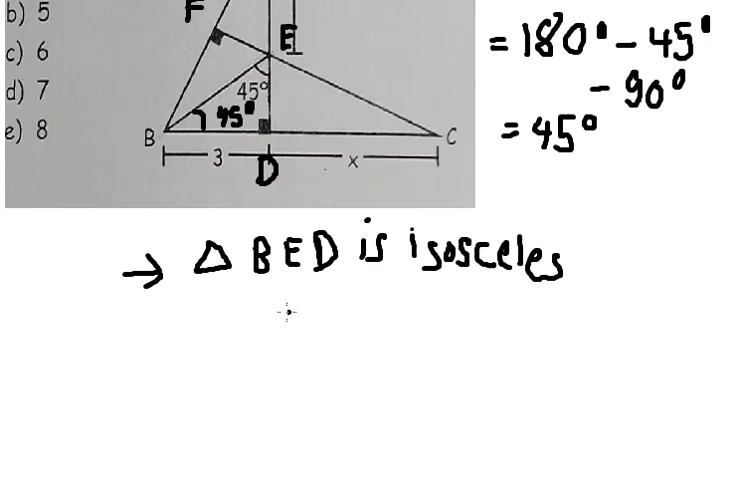 b) 5
c) 6
d) 7
e) 8
F
E
45°
45°
B
C
3
x
D
= 180° - 45°
- 90°
= 45°
→ △ BED is isosceles